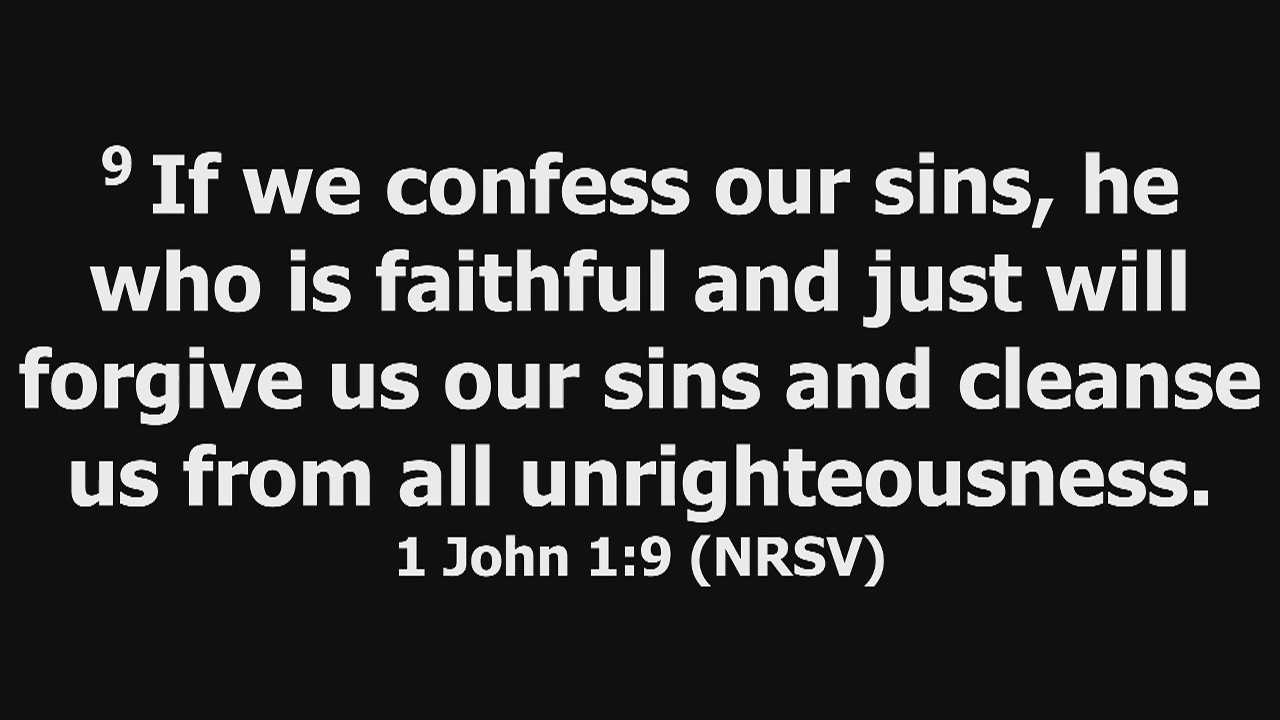 ⁹ If we confess our sins, he
who is faithful and just will
forgive us our sins and cleanse
us from all unrighteousness.
1 John 1:9 (NRSV)